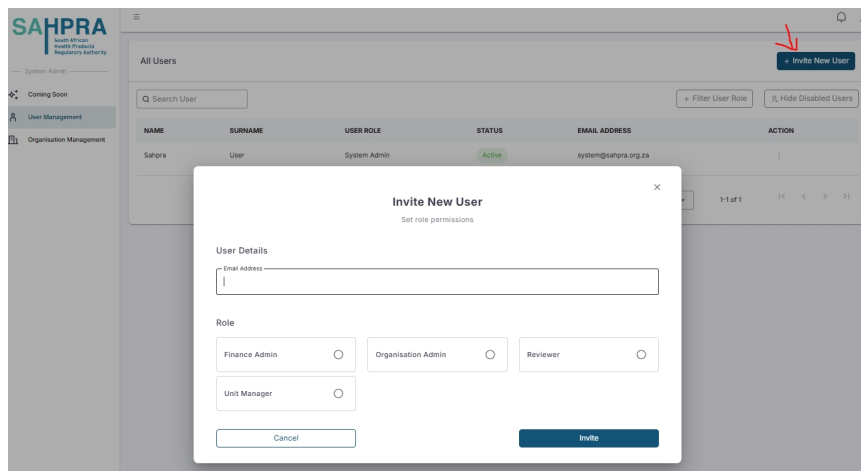 SAHPRA
South African
Health Products
Regulatory Authority
System Admin
Coming Soon
User Management
Organisation Management
All Users
+ Invite New User
Search User
+ Filter User Role
Hide Disabled Users
NAME SURNAME USER ROLE STATUS EMAIL ADDRESS ACTION
Sahpra User System Admin Active system@sahpra.org.za
1-1 of 1
Invite New User
Set role permissions
User Details
Email Address
Role
Finance Admin
Organisation Admin
Reviewer
Unit Manager
Cancel
Invite